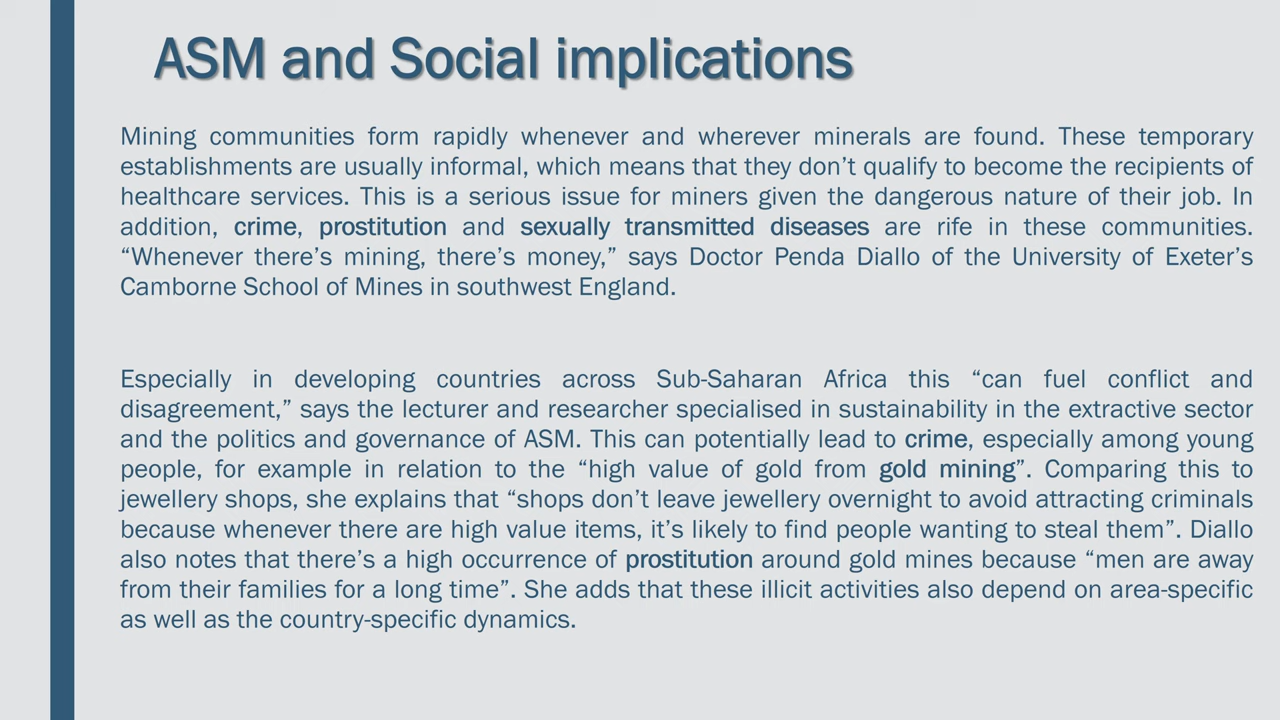 ASM and Social implications
Mining communities form rapidly whenever and wherever minerals are found. These temporary
establishments are usually informal, which means that they don’t qualify to become the recipients of
healthcare services. This is a serious issue for miners given the dangerous nature of their job. In
addition, crime, prostitution and sexually transmitted diseases are rife in these communities.
“Whenever there’s mining, there’s money,” says Doctor Penda Diallo of the University of Exeter’s
Camborne School of Mines in southwest England.
Especially in developing countries across Sub-Saharan Africa this “can fuel conflict and
disagreement,” says the lecturer and researcher specialised in sustainability in the extractive sector
and the politics and governance of ASM. This can potentially lead to crime, especially among young
people, for example in relation to the “high value of gold from gold mining”. Comparing this to
jewellery shops, she explains that “shops don’t leave jewellery overnight to avoid attracting criminals
because whenever there are high value items, it’s likely to find people wanting to steal them”. Diallo
also notes that there’s a high occurrence of prostitution around gold mines because “men are away
from their families for a long time”. She adds that these illicit activities also depend on area-specific
as well as the country-specific dynamics.